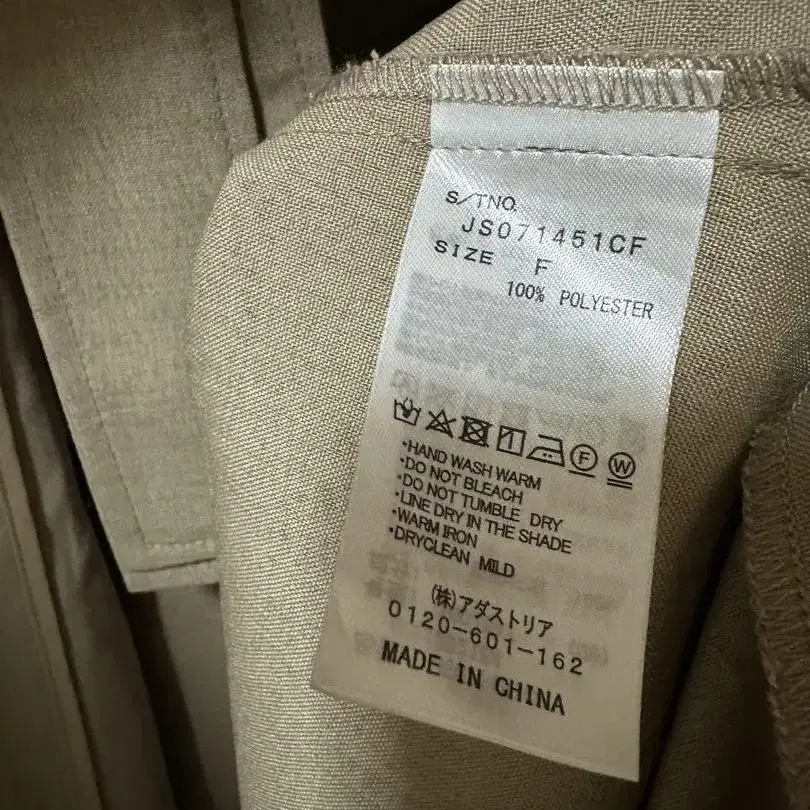 S/TNO.
JS071451CF
SIZE F
100% POLYESTER
F W
・HAND WASH WARM
・DO NOT BLEACH
・DO NOT TUMBLE DRY
・LINE DRY IN THE SHADE
・WARM IRON
・DRYCLEAN MILD
(株)アダストリア
0120-601-162
MADE IN CHINA